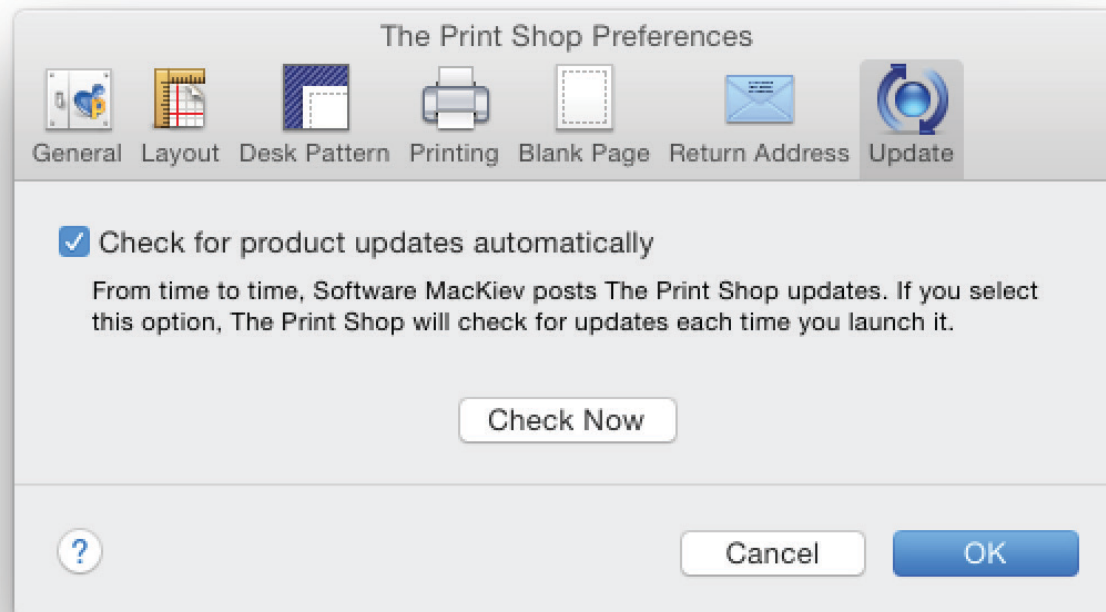 The Print Shop Preferences
General Layout Desk Pattern Printing Blank Page Return Address Update
Check for product updates automatically
From time to time, Software MacKiev posts The Print Shop updates. If you select
this option, The Print Shop will check for updates each time you launch it.
Check Now
? Cancel OK